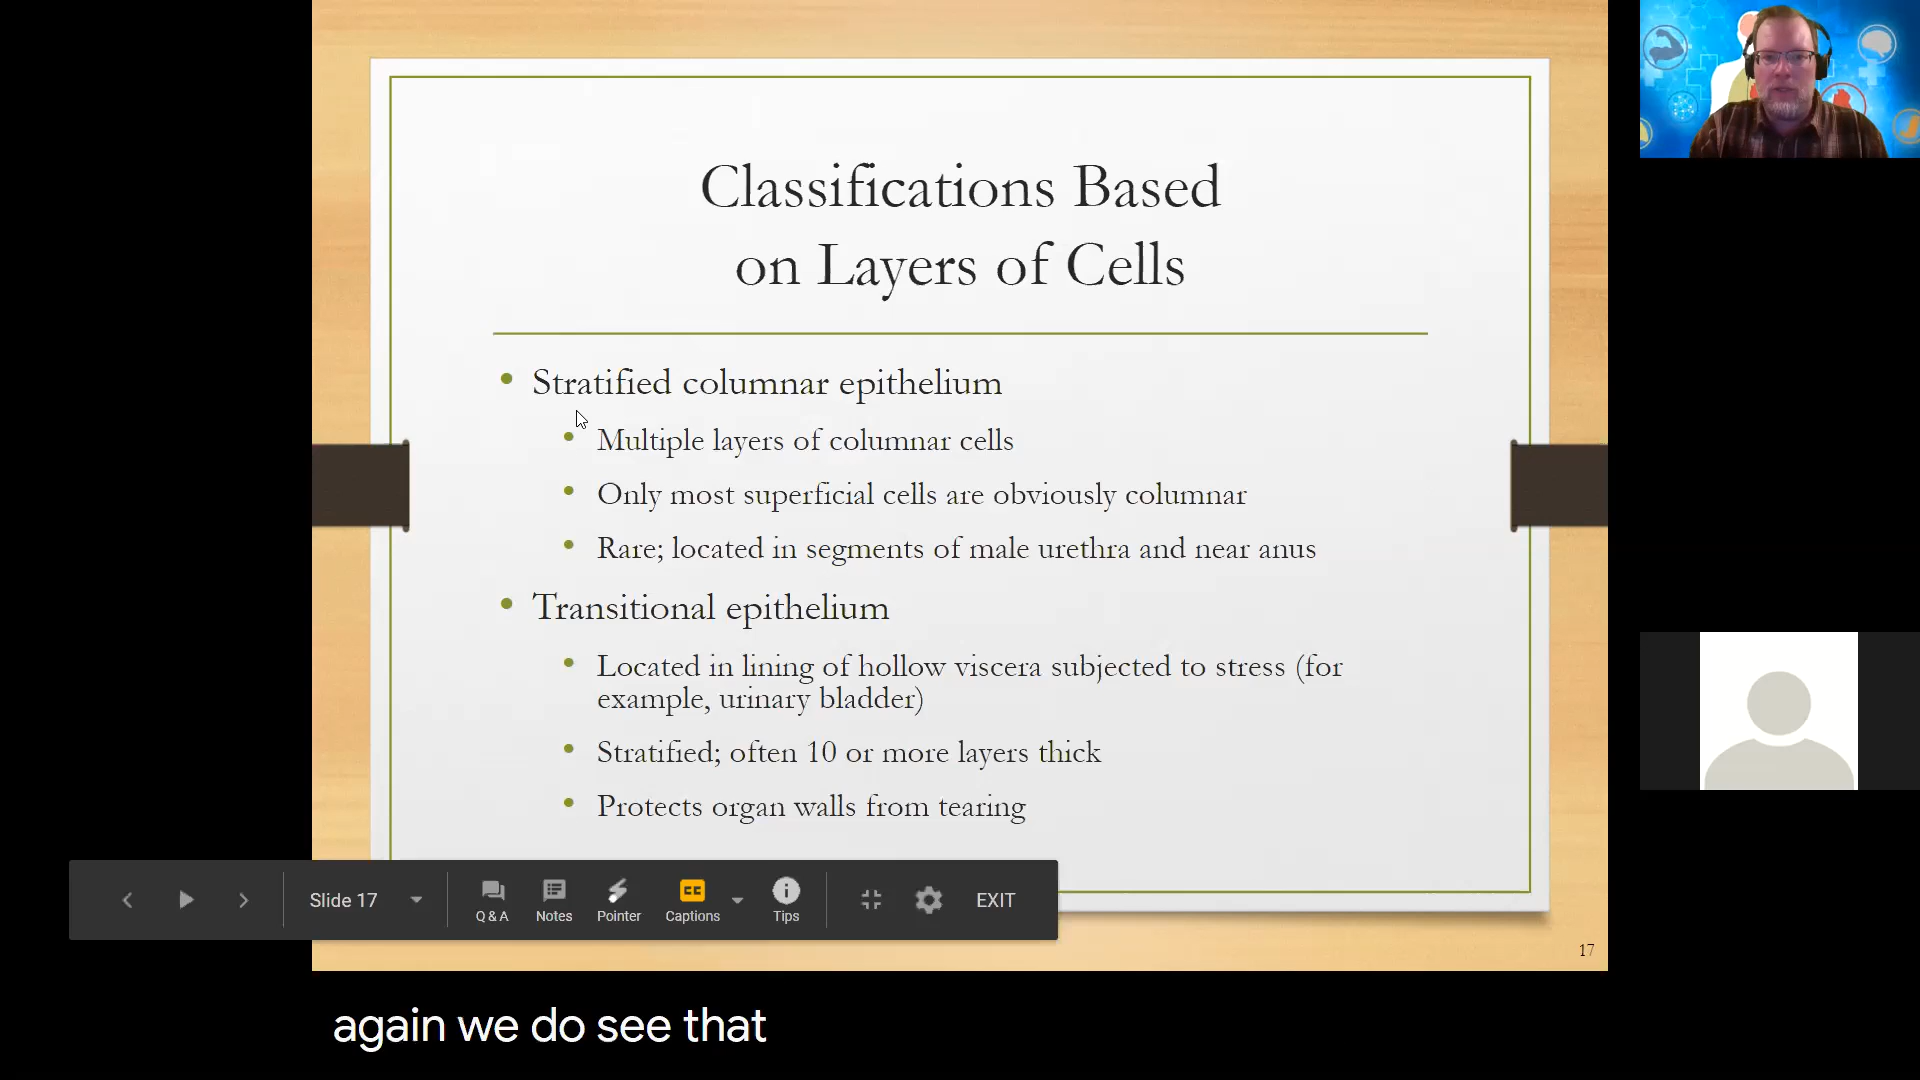 Classifications Based
on Layers of Cells
Stratified columnar epithelium
Multiple layers of columnar cells
Only most superficial cells are obviously columnar
Rare; located in segments of male urethra and near anus
Transitional epithelium
Located in lining of hollow viscera subjected to stress (for
example, urinary bladder)
Stratified; often 10 or more layers thick
Protects organ walls from tearing
Slide 17
Q & A
Notes
Pointer
CC
Captions
Tips
EXIT
17
again we do see that